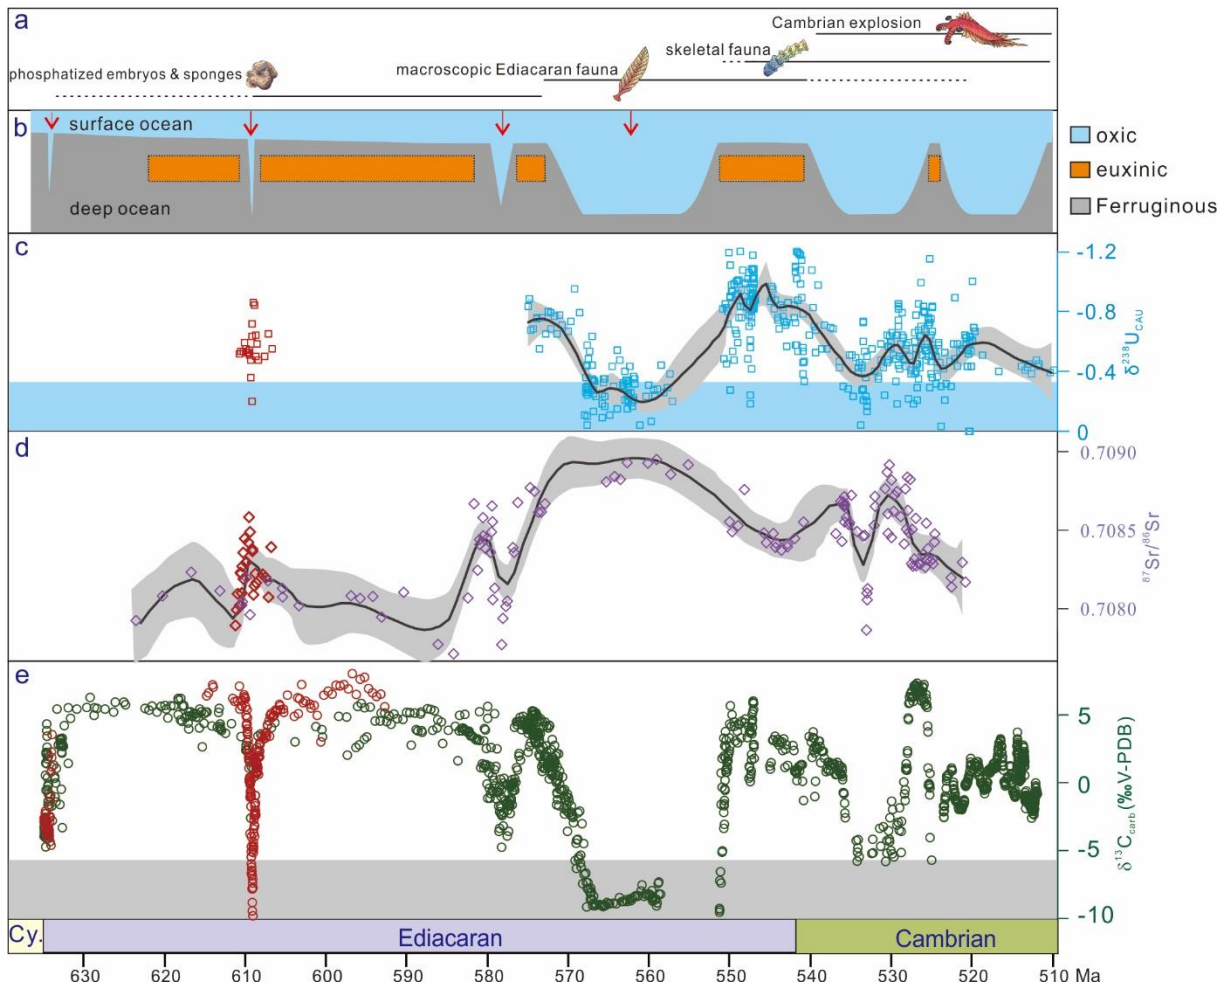 a
Cambrian explosion
skeletal fauna
macroscopic Ediacaran fauna
phosphatized embryos & sponges
b
surface ocean
deep ocean
oxic
euxinic
Ferruginous
c
-1.2
-0.8
-0.4
0
δ²³⁸U_CAU
d
0.7090
0.7085
0.7080
⁸⁷Sr/⁸⁶Sr
e
5
0
-5
-10
δ¹³C_carb (‰V-PDB)
Cy. Ediacaran Cambrian
630 620 610 600 590 580 570 560 550 540 530 520 510 Ma